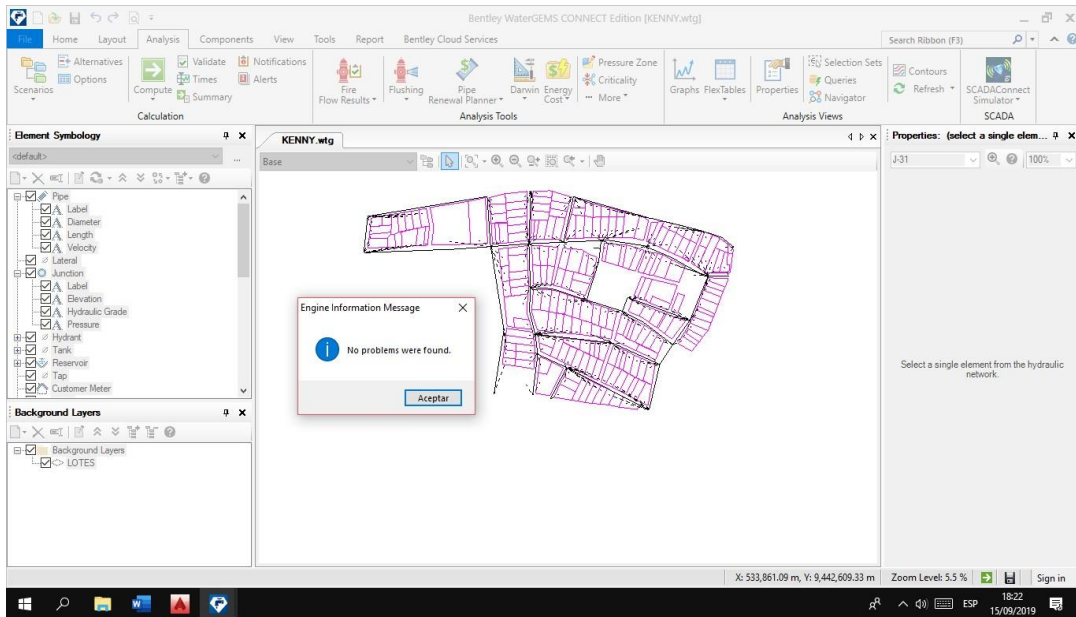 Bentley WaterGEMS CONNECT Edition [KENNY.wtg]
File Home Layout Analysis Components View Tools Report Bentley Cloud Services Search Ribbon (F3)
Scenarios
Alternatives
Options
Compute
Validate
Times
Summary
Notifications
Alerts
Calculation
Fire
Flow Results
Flushing
Pipe
Renewal Planner
Darwin
Energy
Cost
Pressure Zone
Criticality
More
Analysis Tools
Graphs
FlexTables
Properties
Selection Sets
Queries
Navigator
Analysis Views
Contours
Refresh
SCADAConnect
Simulator
SCADA
Element Symbology
<default>
...
Pipe
Label
Diameter
Length
Velocity
Lateral
Junction
Label
Elevation
Hydraulic Grade
Pressure
Hydrant
Tank
Reservoir
Tap
Customer Meter
Background Layers
Background Layers
LOTES
KENNY.wtg
Base
Engine Information Message
No problems were found.
Aceptar
Properties: (select a single elem...
J-31
100%
Select a single element from the hydraulic
network.
X: 533,861.09 m, Y: 9,442,609.33 m Zoom Level: 5.5 % Sign in
ESP
18:22
15/09/2019